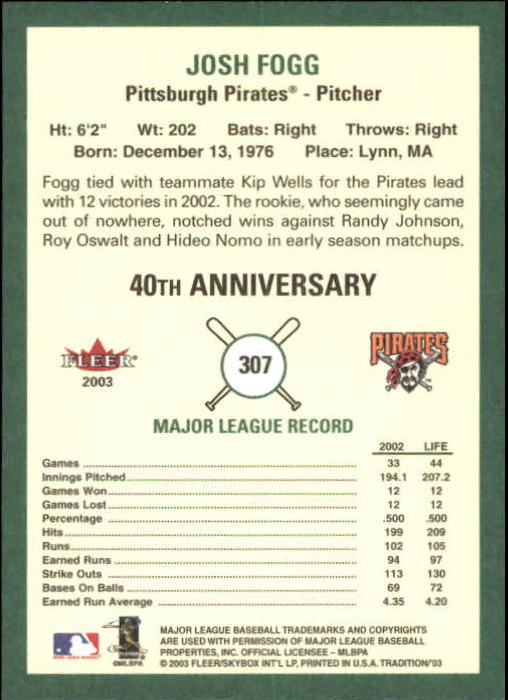 JOSH FOGG
Pittsburgh Pirates® - Pitcher
Ht: 6'2" Wt: 202 Bats: Right Throws: Right
Born: December 13, 1976 Place: Lynn, MA
Fogg tied with teammate Kip Wells for the Pirates lead
with 12 victories in 2002. The rookie, who seemingly came
out of nowhere, notched wins against Randy Johnson,
Roy Oswalt and Hideo Nomo in early season matchups.
40TH ANNIVERSARY
FLEER
2003
307
PIRATES
MAJOR LEAGUE RECORD
2002 LIFE
Games 33 44
Innings Pitched 194.1 207.2
Games Won 12 12
Games Lost 12 12
Percentage .500 .500
Hits 199 209
Runs 102 105
Earned Runs 94 97
Strike Outs 113 130
Bases On Balls 69 72
Earned Run Average 4.35 4.20
©MLBPA
MAJOR LEAGUE BASEBALL TRADEMARKS AND COPYRIGHTS
ARE USED WITH PERMISSION OF MAJOR LEAGUE BASEBALL
PROPERTIES, INC. OFFICIAL LICENSEE – MLBPA
© 2003 FLEER/SKYBOX INT'L LP, PRINTED IN U.S.A. TRADITION'03